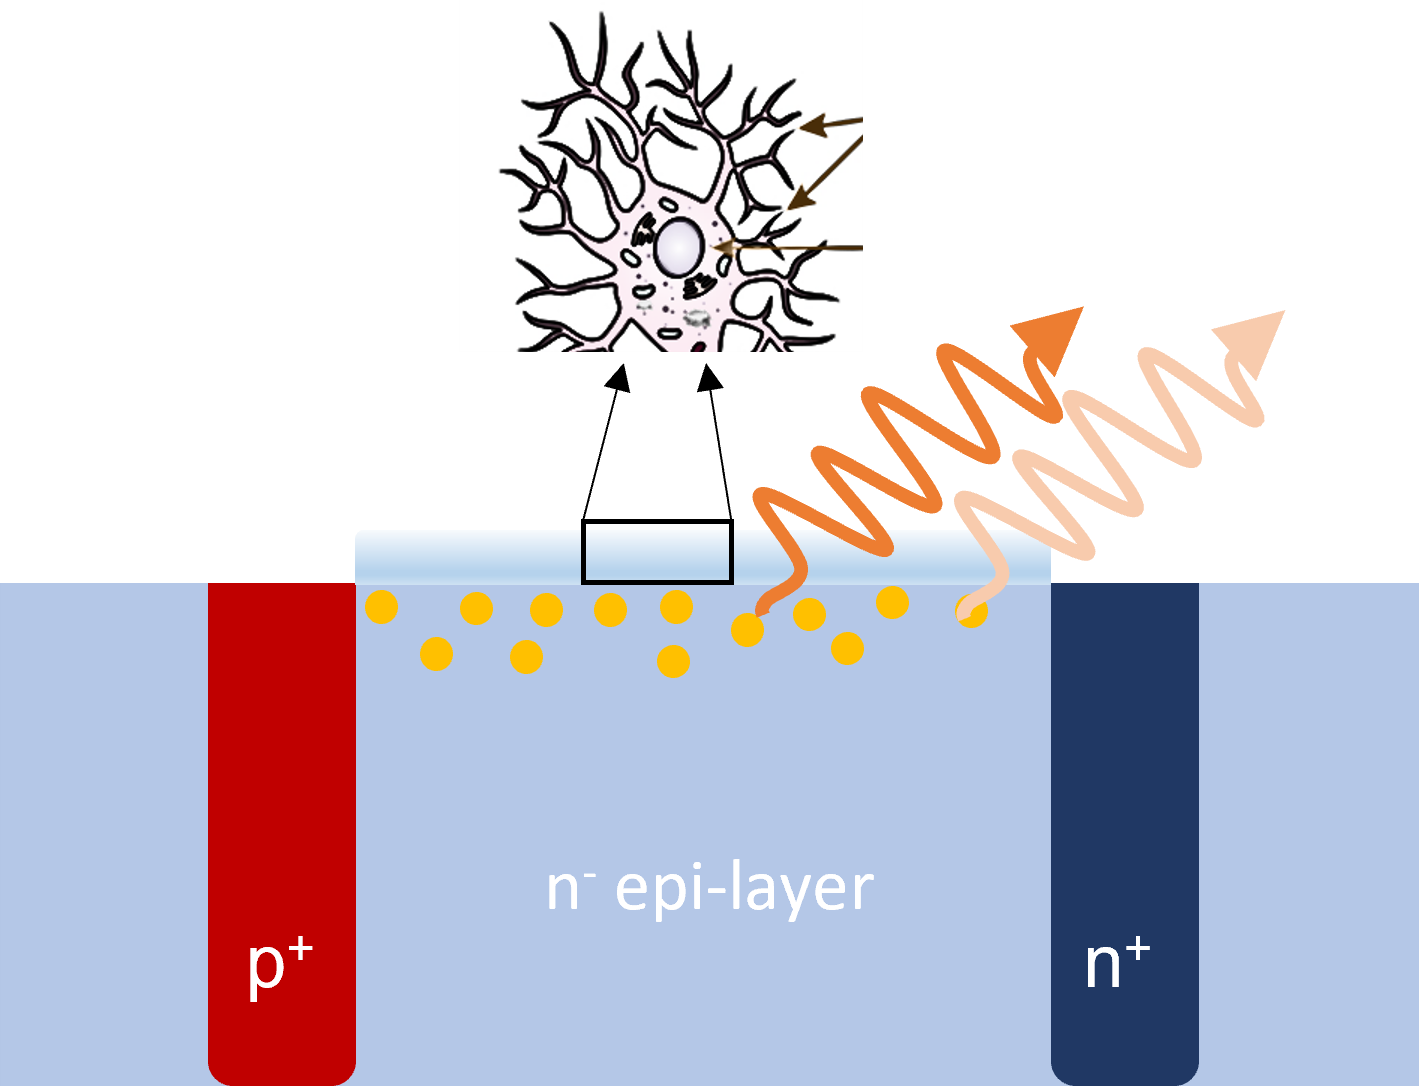 n⁻ epi-layer
p⁺
n⁺